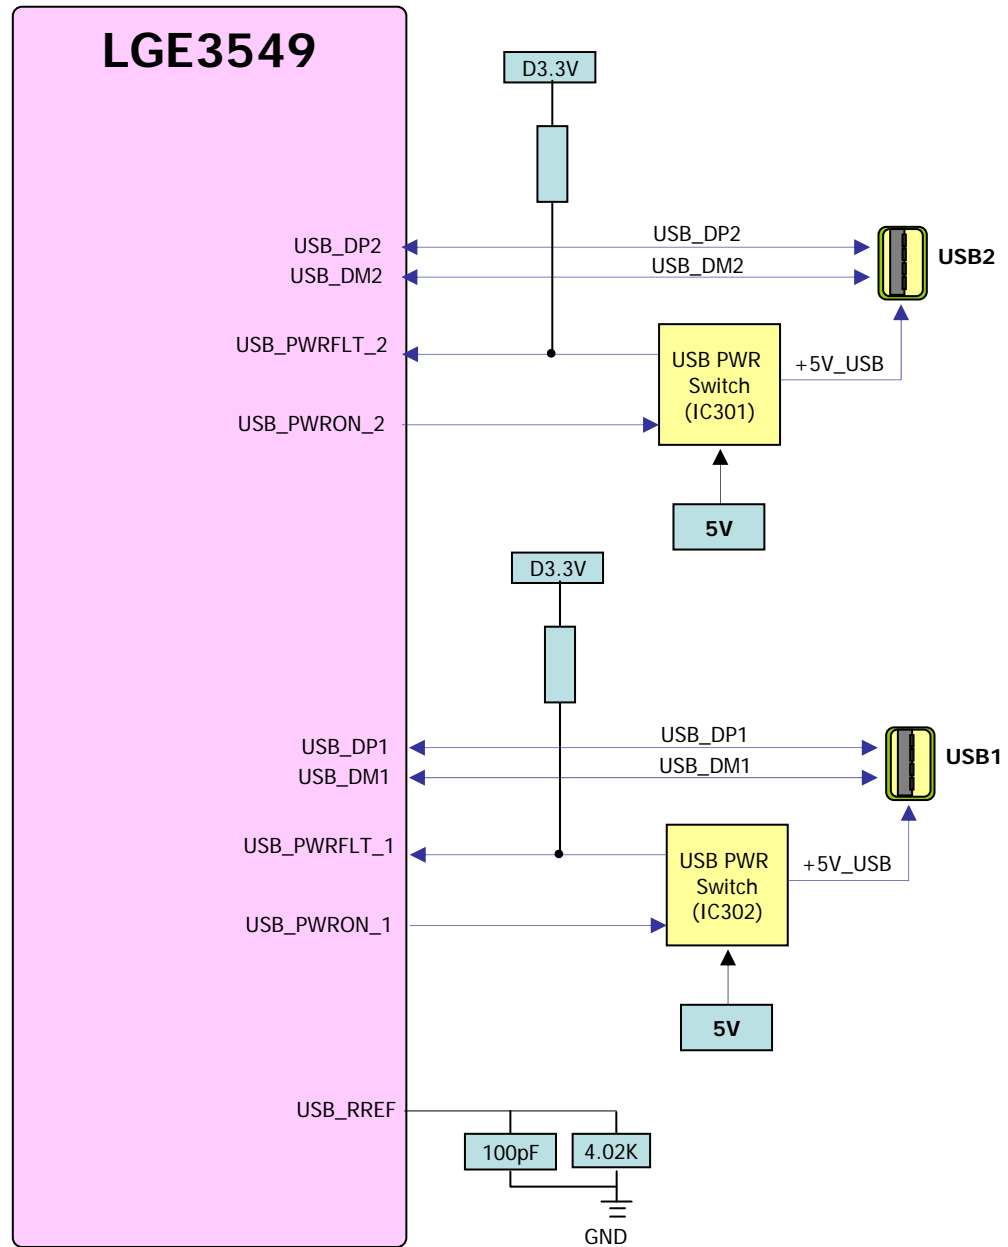 LGE3549
D3.3V
USB_DP2
USB_DP2
USB2
USB_DM2
USB_DM2
USB_PWRFLT_2
USB PWR
Switch
(IC301)
+5V_USB
USB_PWRON_2
5V
D3.3V
USB_DP1
USB_DP1
USB1
USB_DM1
USB_DM1
USB_PWRFLT_1
USB PWR
Switch
(IC302)
+5V_USB
USB_PWRON_1
5V
USB_RREF
100pF
4.02K
GND